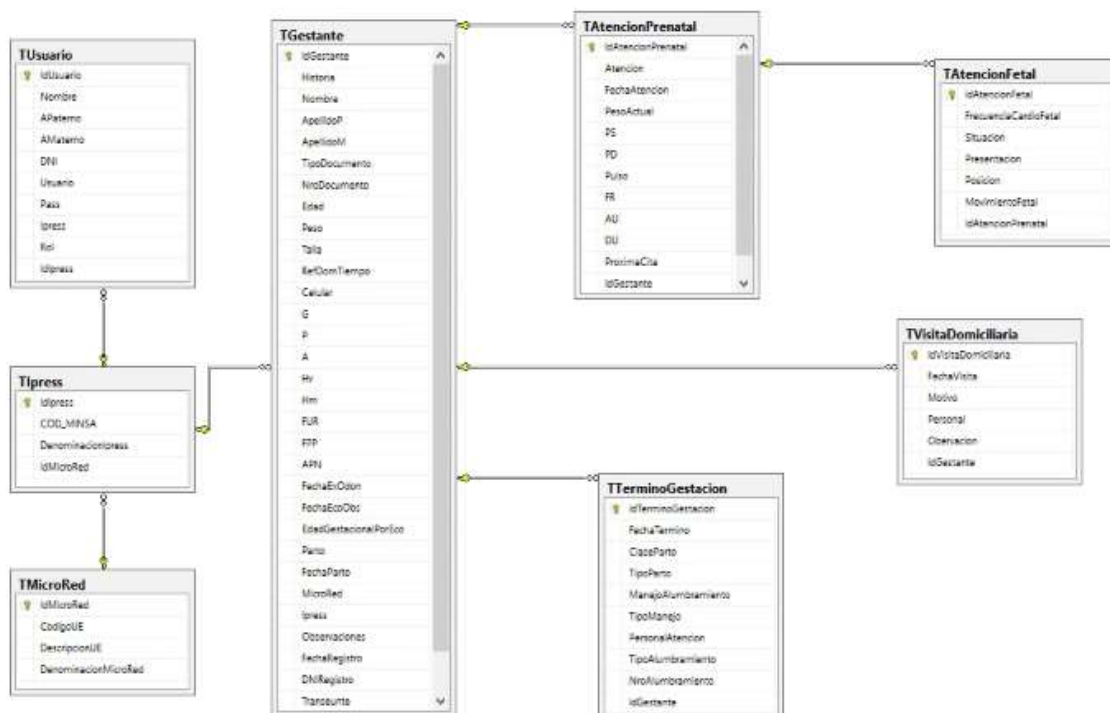 TUsuario
IdUsuario
Nombre
APaterno
AMaterno
DNI
Usuario
Pass
Ipress
Rol
IdIpress
TIpress
IdIpress
COD_MINSA
DenominacionIpress
IdMicroRed
TMicroRed
IdMicroRed
CodigoUE
DescripcionUE
DenominacionMicroRed
TGestante
IdGestante
Historia
Nombre
ApellidoP
ApellidoM
TipoDocumento
NroDocumento
Edad
Peso
Talla
RefDomTiempo
Celular
G
P
A
Hv
Hm
FUR
FPP
APN
FechaExOdon
FechaEcoObs
EdadGestacionalPorEco
Parto
FechaParto
MicroRed
Ipress
Observaciones
FechaRegistro
DNIRegistro
Transeunte
TAtencionPrenatal
IdAtencionPrenatal
Atencion
FechaAtencion
PesoActual
PS
PD
Pulso
FR
AU
DU
ProximaCita
IdGestante
TAtencionFetal
IdAtencionFetal
FrecuenciaCardioFetal
Situacion
Presentacion
Posicion
MovimientoFetal
IdAtencionPrenatal
TVisitaDomiciliaria
IdVisitaDomiciliaria
FechaVisita
Motivo
Personal
Obervacion
IdGestante
TTerminoGestacion
IdTerminoGestacion
FechaTermino
ClaseParto
TipoParto
ManejoAlumbramiento
TipoManejo
PersonalAtencion
TipoAlumbramiento
NroAlumbramiento
IdGestante